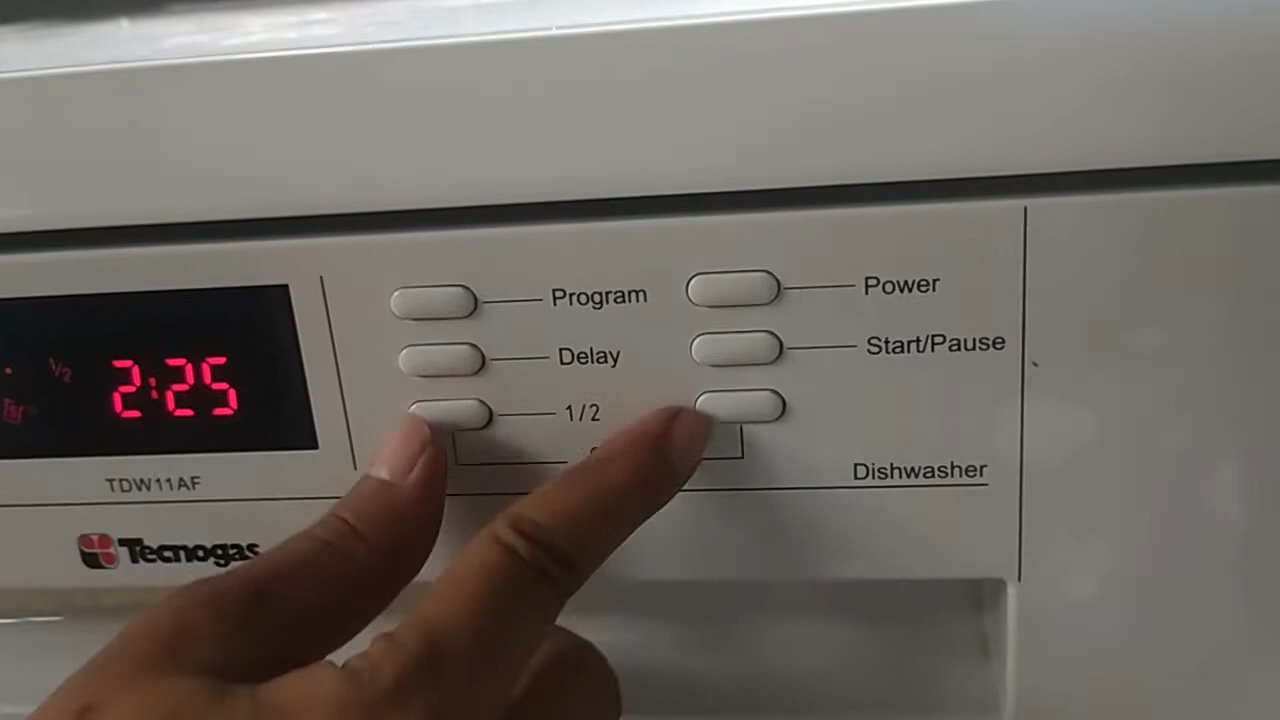 Program
Power
Delay
Start/Pause
1/2
2:25
1/2
Dishwasher
TDW11AF
Tecnogas